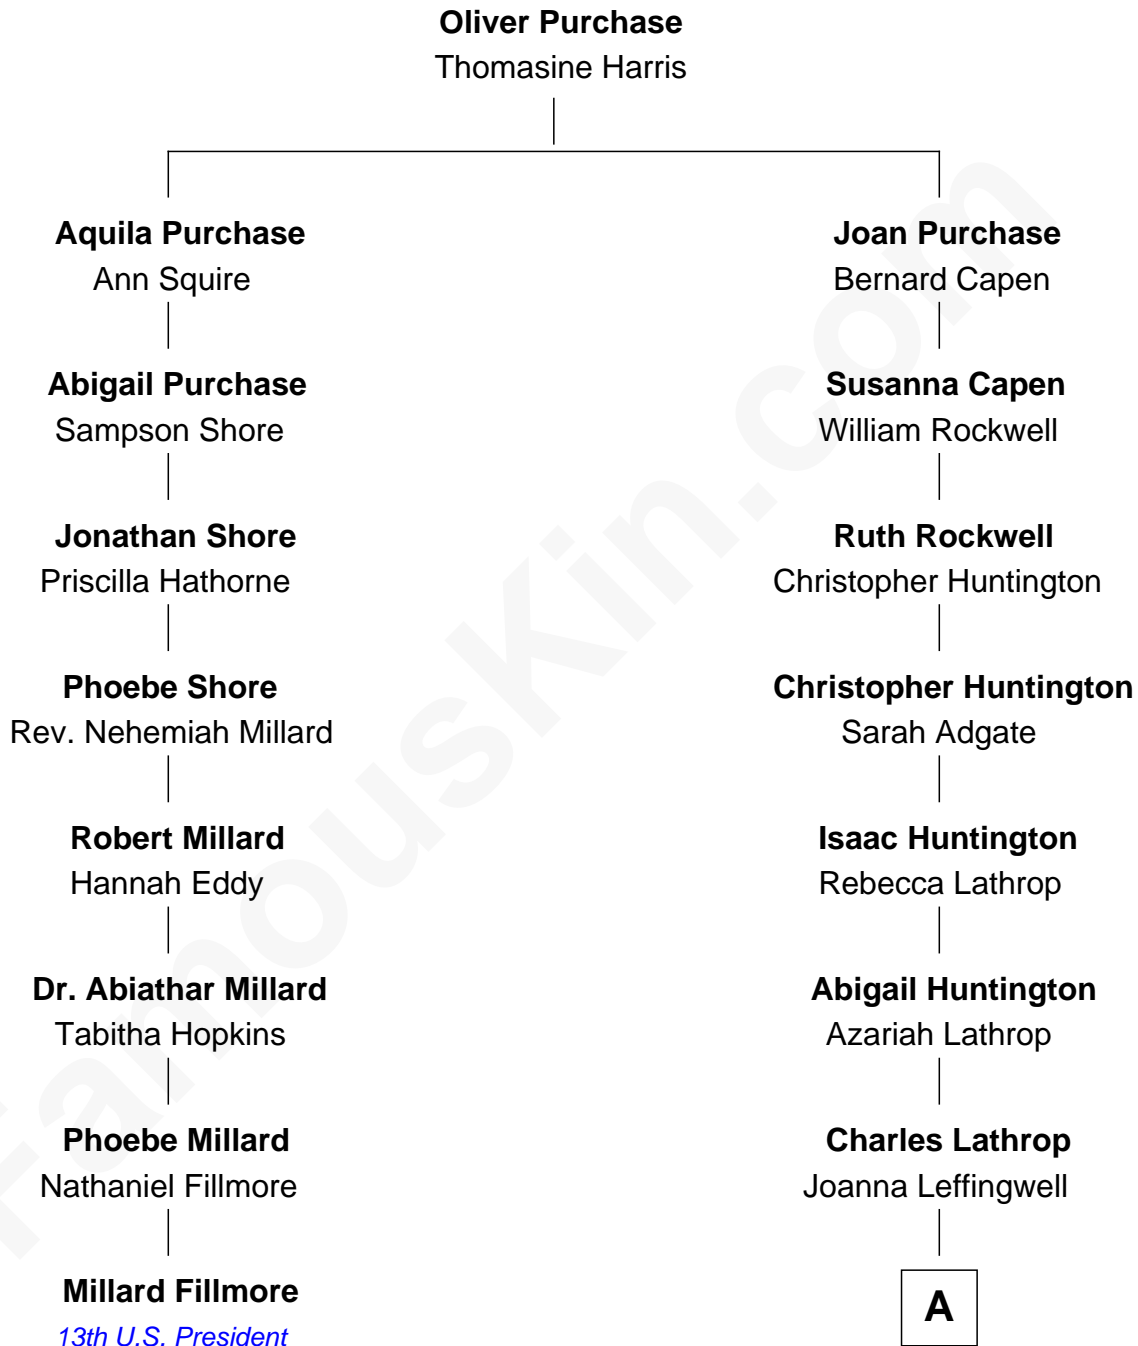 Oliver Purchase
Thomasine Harris
Aquila Purchase
Ann Squire
Abigail Purchase
Sampson Shore
Jonathan Shore
Priscilla Hathorne
Phoebe Shore
Rev. Nehemiah Millard
Robert Millard
Hannah Eddy
Dr. Abiathar Millard
Tabitha Hopkins
Phoebe Millard
Nathaniel Fillmore
Millard Fillmore
13th U.S. President
Joan Purchase
Bernard Capen
Susanna Capen
William Rockwell
Ruth Rockwell
Christopher Huntington
Christopher Huntington
Sarah Adgate
Isaac Huntington
Rebecca Lathrop
Abigail Huntington
Azariah Lathrop
Charles Lathrop
Joanna Leffingwell
A
FamousKin.com